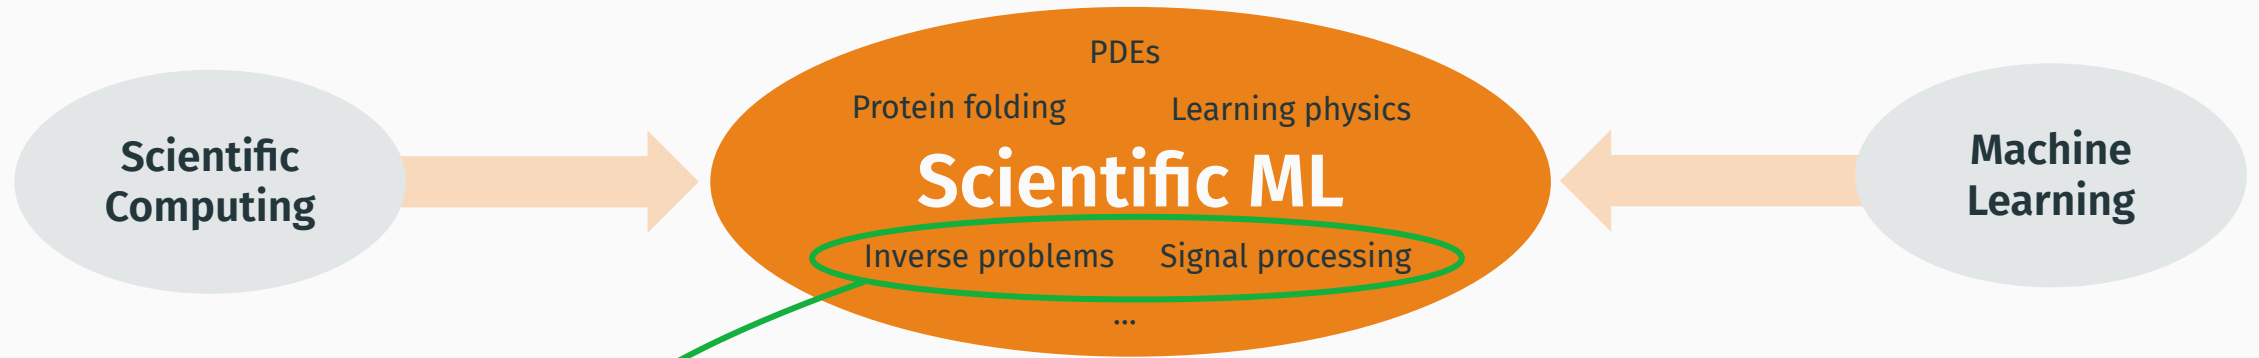 PDEs
Protein folding
Learning physics
Scientific
Computing
Scientific ML
Machine
Learning
Inverse problems
Signal processing
...